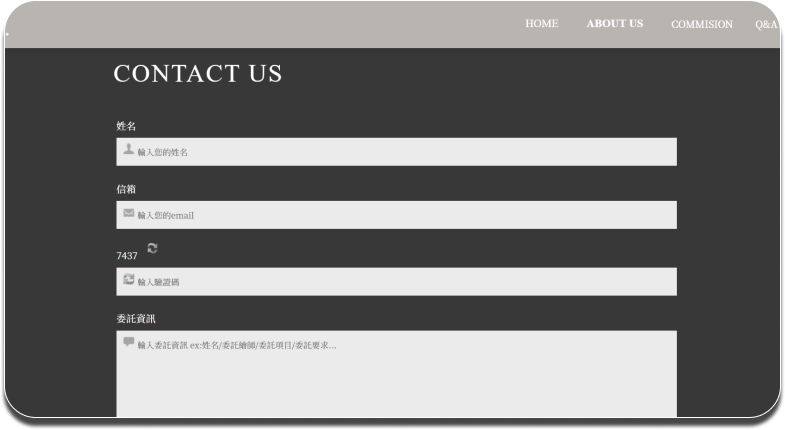 HOME ABOUT US COMMISION Q&A
CONTACT US
姓名
輸入您的姓名
信箱
輸入您的email
7437
輸入驗證碼
委託資訊
輸入委託資訊 ex:姓名/委託繪師/委託項目/委託要求...